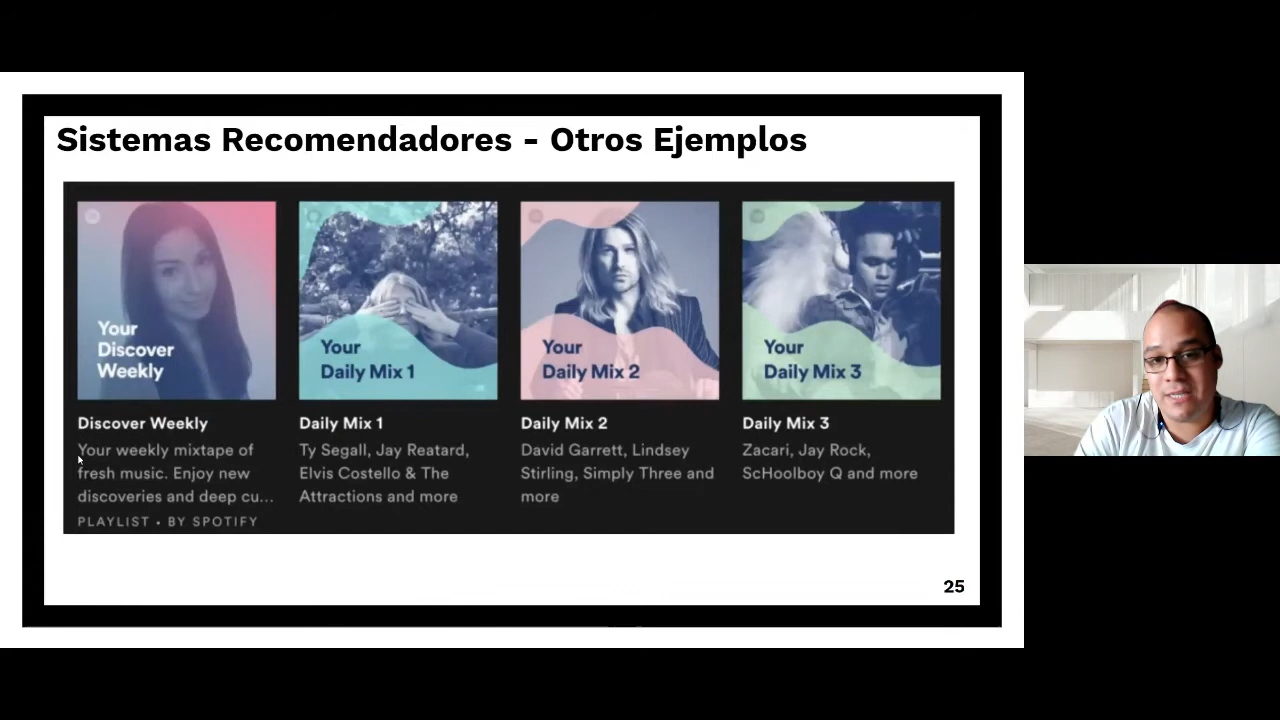 Sistemas Recomendadores - Otros Ejemplos
Your
Discover
Weekly
Discover Weekly
Your weekly mixtape of
fresh music. Enjoy new
discoveries and deep cu...
PLAYLIST • BY SPOTIFY
Your
Daily Mix 1
Daily Mix 1
Ty Segall, Jay Reatard,
Elvis Costello & The
Attractions and more
Your
Daily Mix 2
Daily Mix 2
David Garrett, Lindsey
Stirling, Simply Three and
more
Your
Daily Mix 3
Daily Mix 3
Zacari, Jay Rock,
ScHoolboy Q and more
25